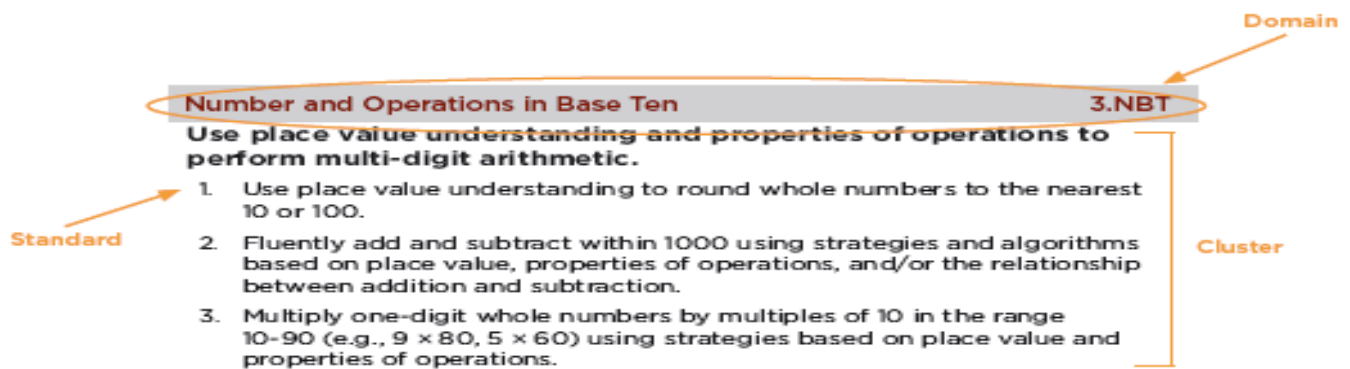 Domain
Number and Operations in Base Ten 3.NBT
Use place value understanding and properties of operations to
perform multi-digit arithmetic.
1. Use place value understanding to round whole numbers to the nearest
10 or 100.
Standard
2. Fluently add and subtract within 1000 using strategies and algorithms
based on place value, properties of operations, and/or the relationship
between addition and subtraction.
Cluster
3. Multiply one-digit whole numbers by multiples of 10 in the range
10-90 (e.g., 9 × 80, 5 × 60) using strategies based on place value and
properties of operations.